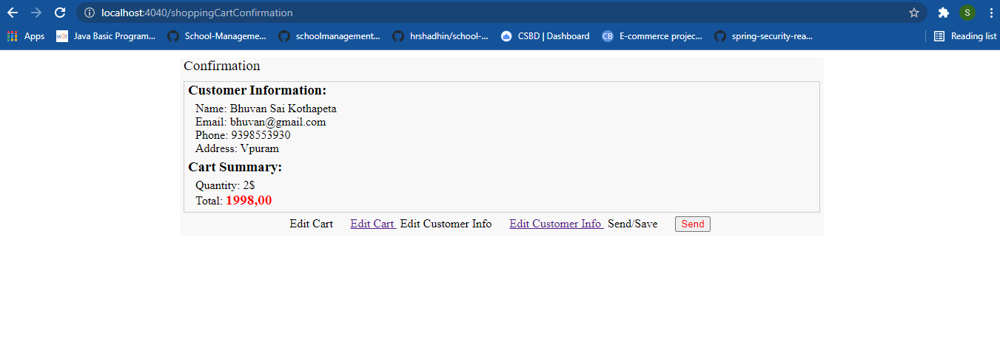 localhost:4040/shoppingCartConfirmation
S
Apps w3r Java Basic Program... School-Manageme... schoolmanagement... hrshadhin/school-... CSBD | Dashboard CB E-commerce projec... spring-security-rea... Reading list
Confirmation
Customer Information:
Name: Bhuvan Sai Kothapeta
Email: bhuvan@gmail.com
Phone: 9398553930
Address: Vpuram
Cart Summary:
Quantity: 2$
Total: 1998,00
Edit Cart Edit Cart Edit Customer Info Edit Customer Info Send/Save Send